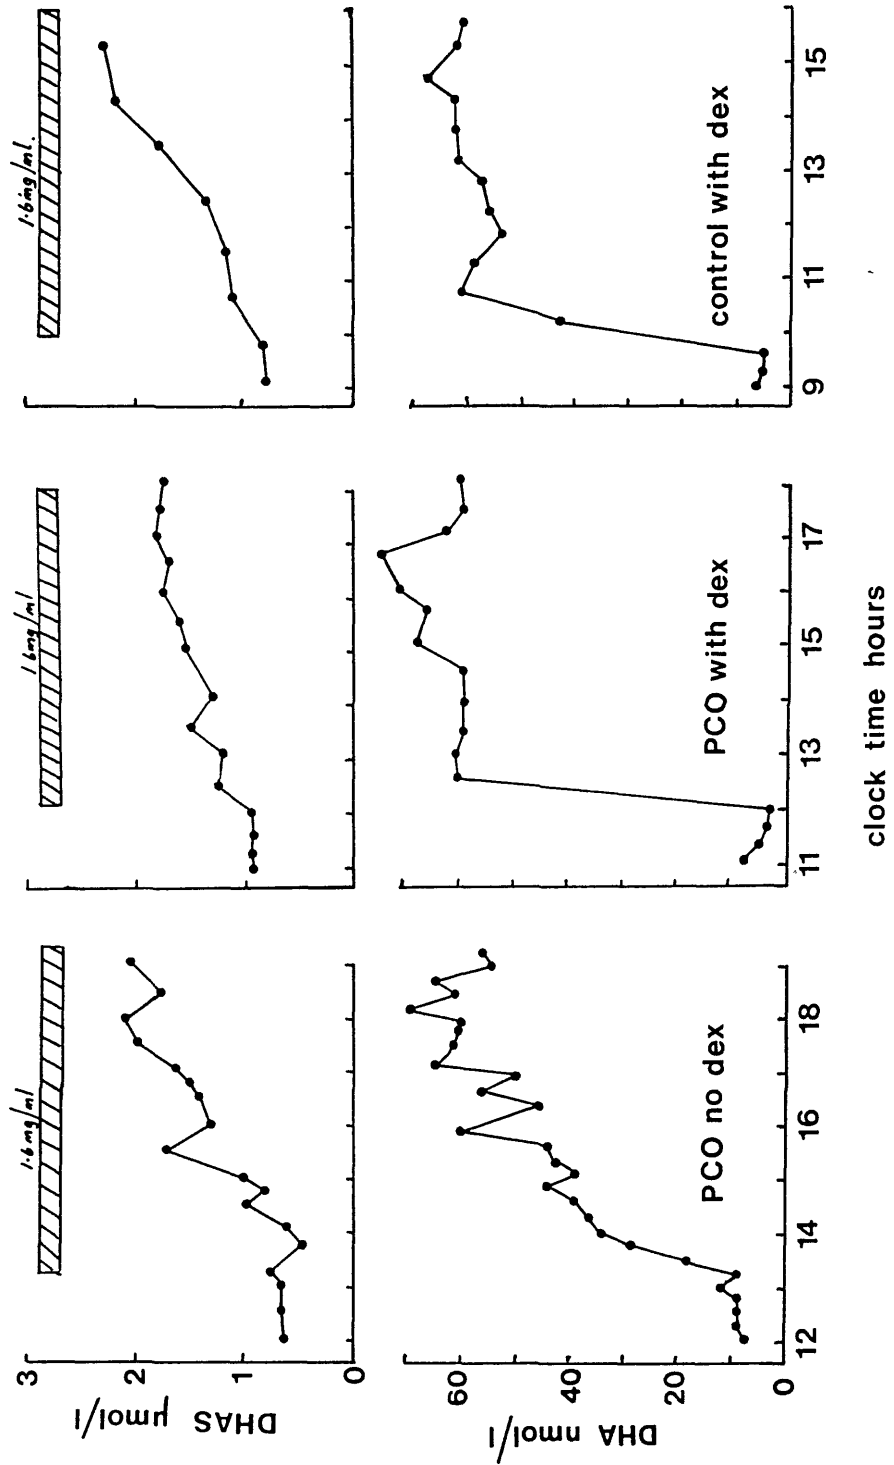 1.6mg/ml 1 6mg/ml 1.6mg/ml.
3
2
1
0
DHAS µmol/l
60
40
20
0
DHA nmol/l
PCO no dex PCO with dex control with dex
12 14 16 18 11 13 15 17 9 11 13 15
clock time hours